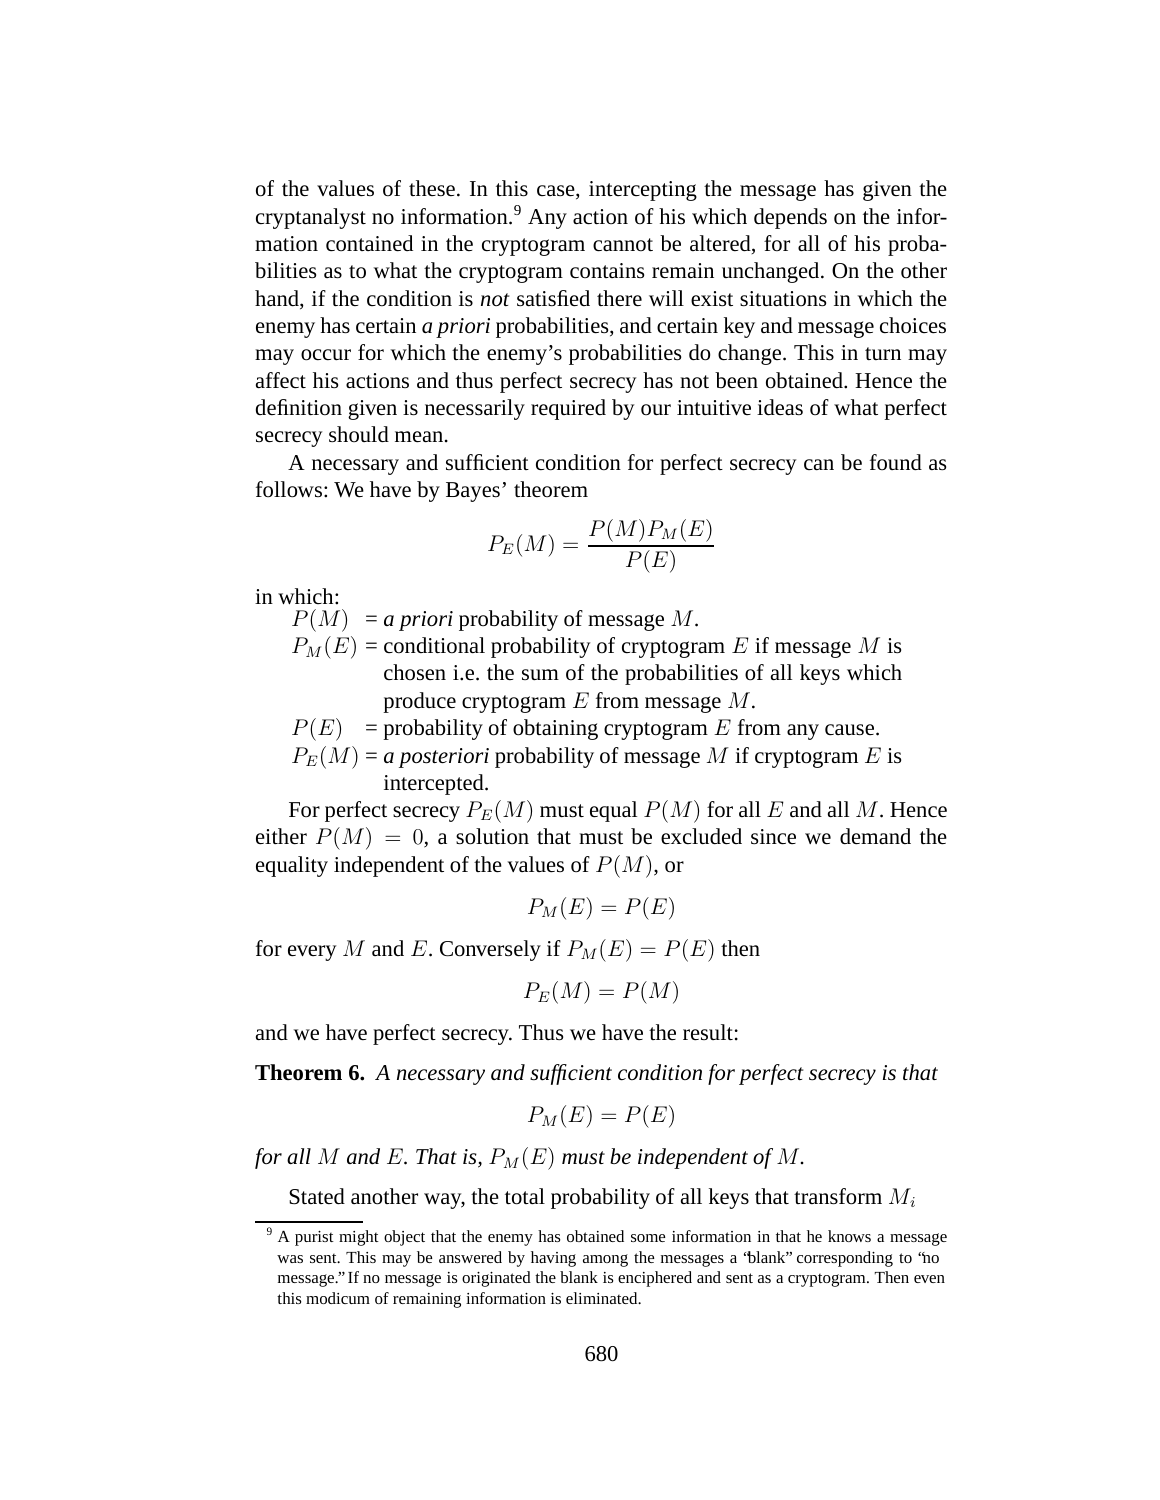 of the values of these. In this case, intercepting the message has given the
cryptanalyst no information.⁹ Any action of his which depends on the infor-
mation contained in the cryptogram cannot be altered, for all of his proba-
bilities as to what the cryptogram contains remain unchanged. On the other
hand, if the condition is not satisfied there will exist situations in which the
enemy has certain a priori probabilities, and certain key and message choices
may occur for which the enemy's probabilities do change. This in turn may
affect his actions and thus perfect secrecy has not been obtained. Hence the
definition given is necessarily required by our intuitive ideas of what perfect
secrecy should mean.
A necessary and sufficient condition for perfect secrecy can be found as
follows: We have by Bayes' theorem
P_E(M) = \frac{P(M)P_M(E)}{P(E)}
in which:
P(M) = a priori probability of message M.
P_M(E) = conditional probability of cryptogram E if message M is
chosen i.e. the sum of the probabilities of all keys which
produce cryptogram E from message M.
P(E) = probability of obtaining cryptogram E from any cause.
P_E(M) = a posteriori probability of message M if cryptogram E is
intercepted.
For perfect secrecy P_E(M) must equal P(M) for all E and all M. Hence
either P(M) = 0, a solution that must be excluded since we demand the
equality independent of the values of P(M), or
P_M(E) = P(E)
for every M and E. Conversely if P_M(E) = P(E) then
P_E(M) = P(M)
and we have perfect secrecy. Thus we have the result:
Theorem 6. A necessary and sufficient condition for perfect secrecy is that
P_M(E) = P(E)
for all M and E. That is, P_M(E) must be independent of M.
Stated another way, the total probability of all keys that transform M_i
⁹ A purist might object that the enemy has obtained some information in that he knows a message
was sent. This may be answered by having among the messages a "blank" corresponding to "no
message." If no message is originated the blank is enciphered and sent as a cryptogram. Then even
this modicum of remaining information is eliminated.
680